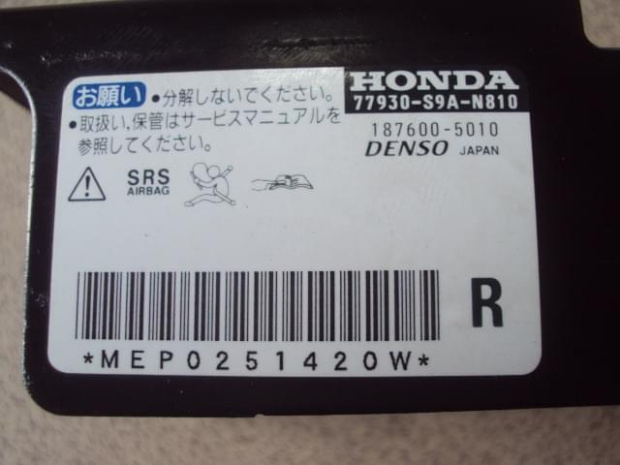 お願い •分解しないでください。
•取扱い、保管はサービスマニュアルを
参照してください。
HONDA
77930-S9A-N810
187600-5010
DENSO JAPAN
SRS
AIRBAG
R
*MEP0251420W*